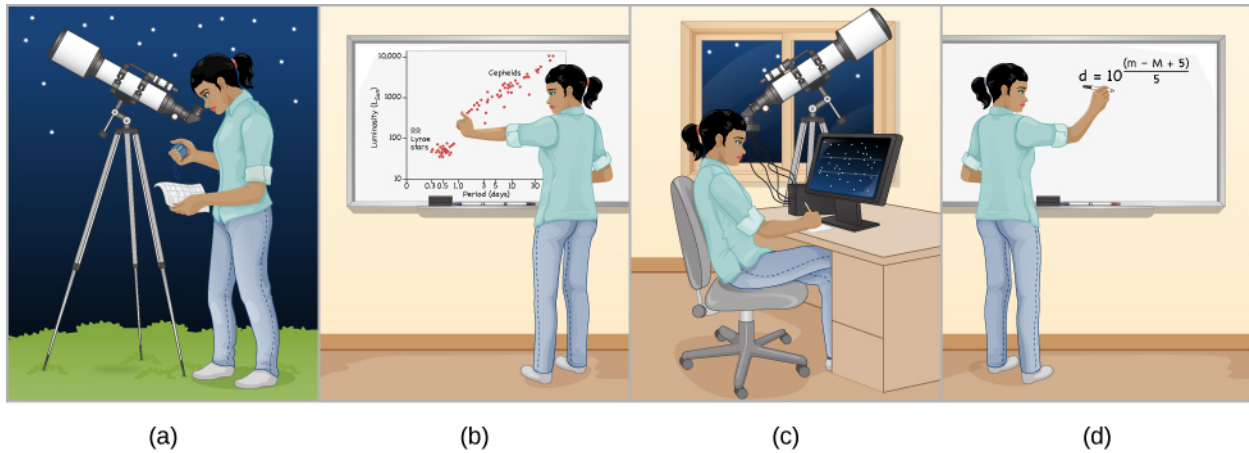 10,000
Cepheids
1000
Luminosity (LSun)
RR
Lyrae
stars
100
10
0 0.3 0.5 1.0 3 5 10 30
Period (days)
d = 10 (m − M + 5)
5
(a) (b) (c) (d)